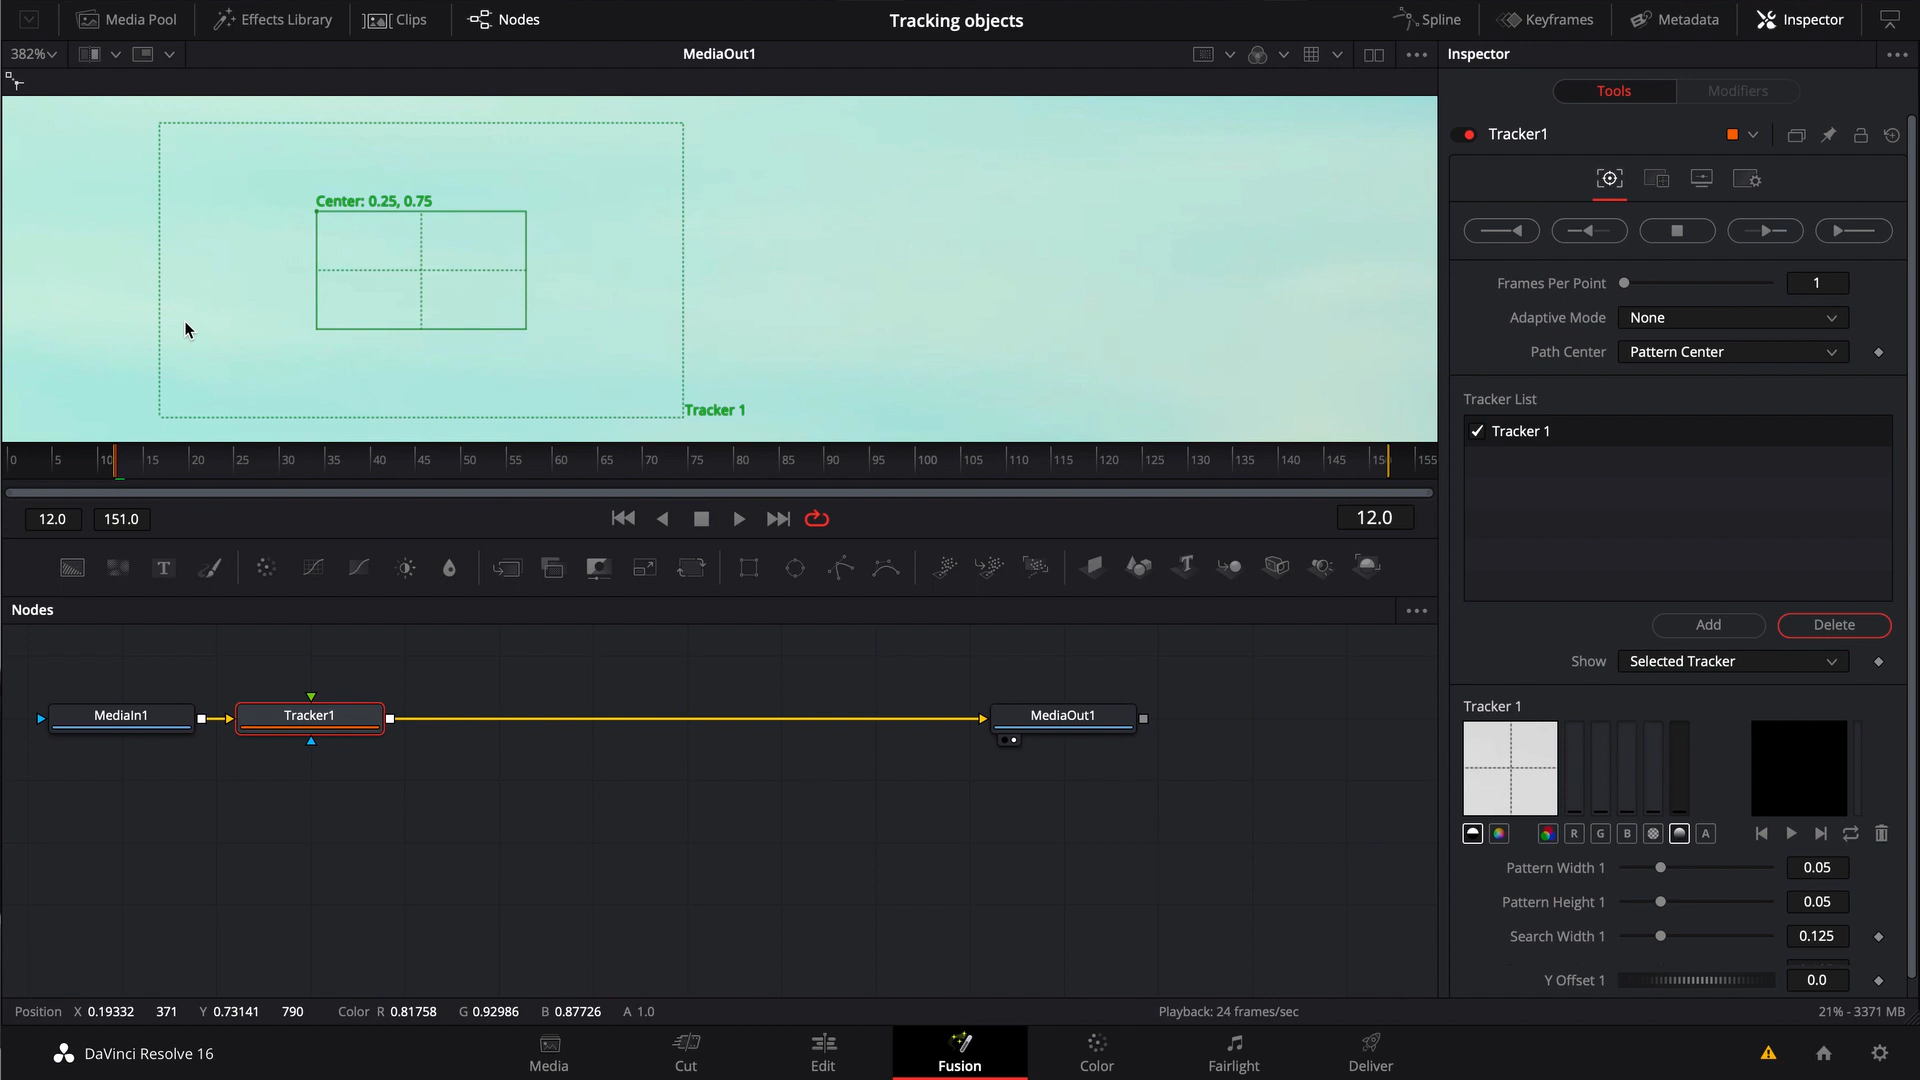 Media Pool
Effects Library
Clips
Nodes
Tracking objects
Spline
Keyframes
Metadata
Inspector
382%
MediaOut1
Inspector
Tools
Modifiers
Tracker1
Center: 0.25, 0.75
Tracker 1
Frames Per Point
1
Adaptive Mode
None
Path Center
Pattern Center
Tracker List
Tracker 1
0 5 10 15 20 25 30 35 40 45 50 55 60 65 70 75 80 85 90 95 100 105 110 115 120 125 130 135 140 145 155
12.0
151.0
12.0
Nodes
Add
Delete
Show
Selected Tracker
MediaIn1
Tracker1
MediaOut1
Tracker 1
R G B A
Pattern Width 1
0.05
Pattern Height 1
0.05
Search Width 1
0.125
Y Offset 1
0.0
Position X 0.19332 371 Y 0.73141 790 Color R 0.81758 G 0.92986 B 0.87726 A 1.0
Playback: 24 frames/sec
21% - 3371 MB
DaVinci Resolve 16
Media
Cut
Edit
Fusion
Color
Fairlight
Deliver